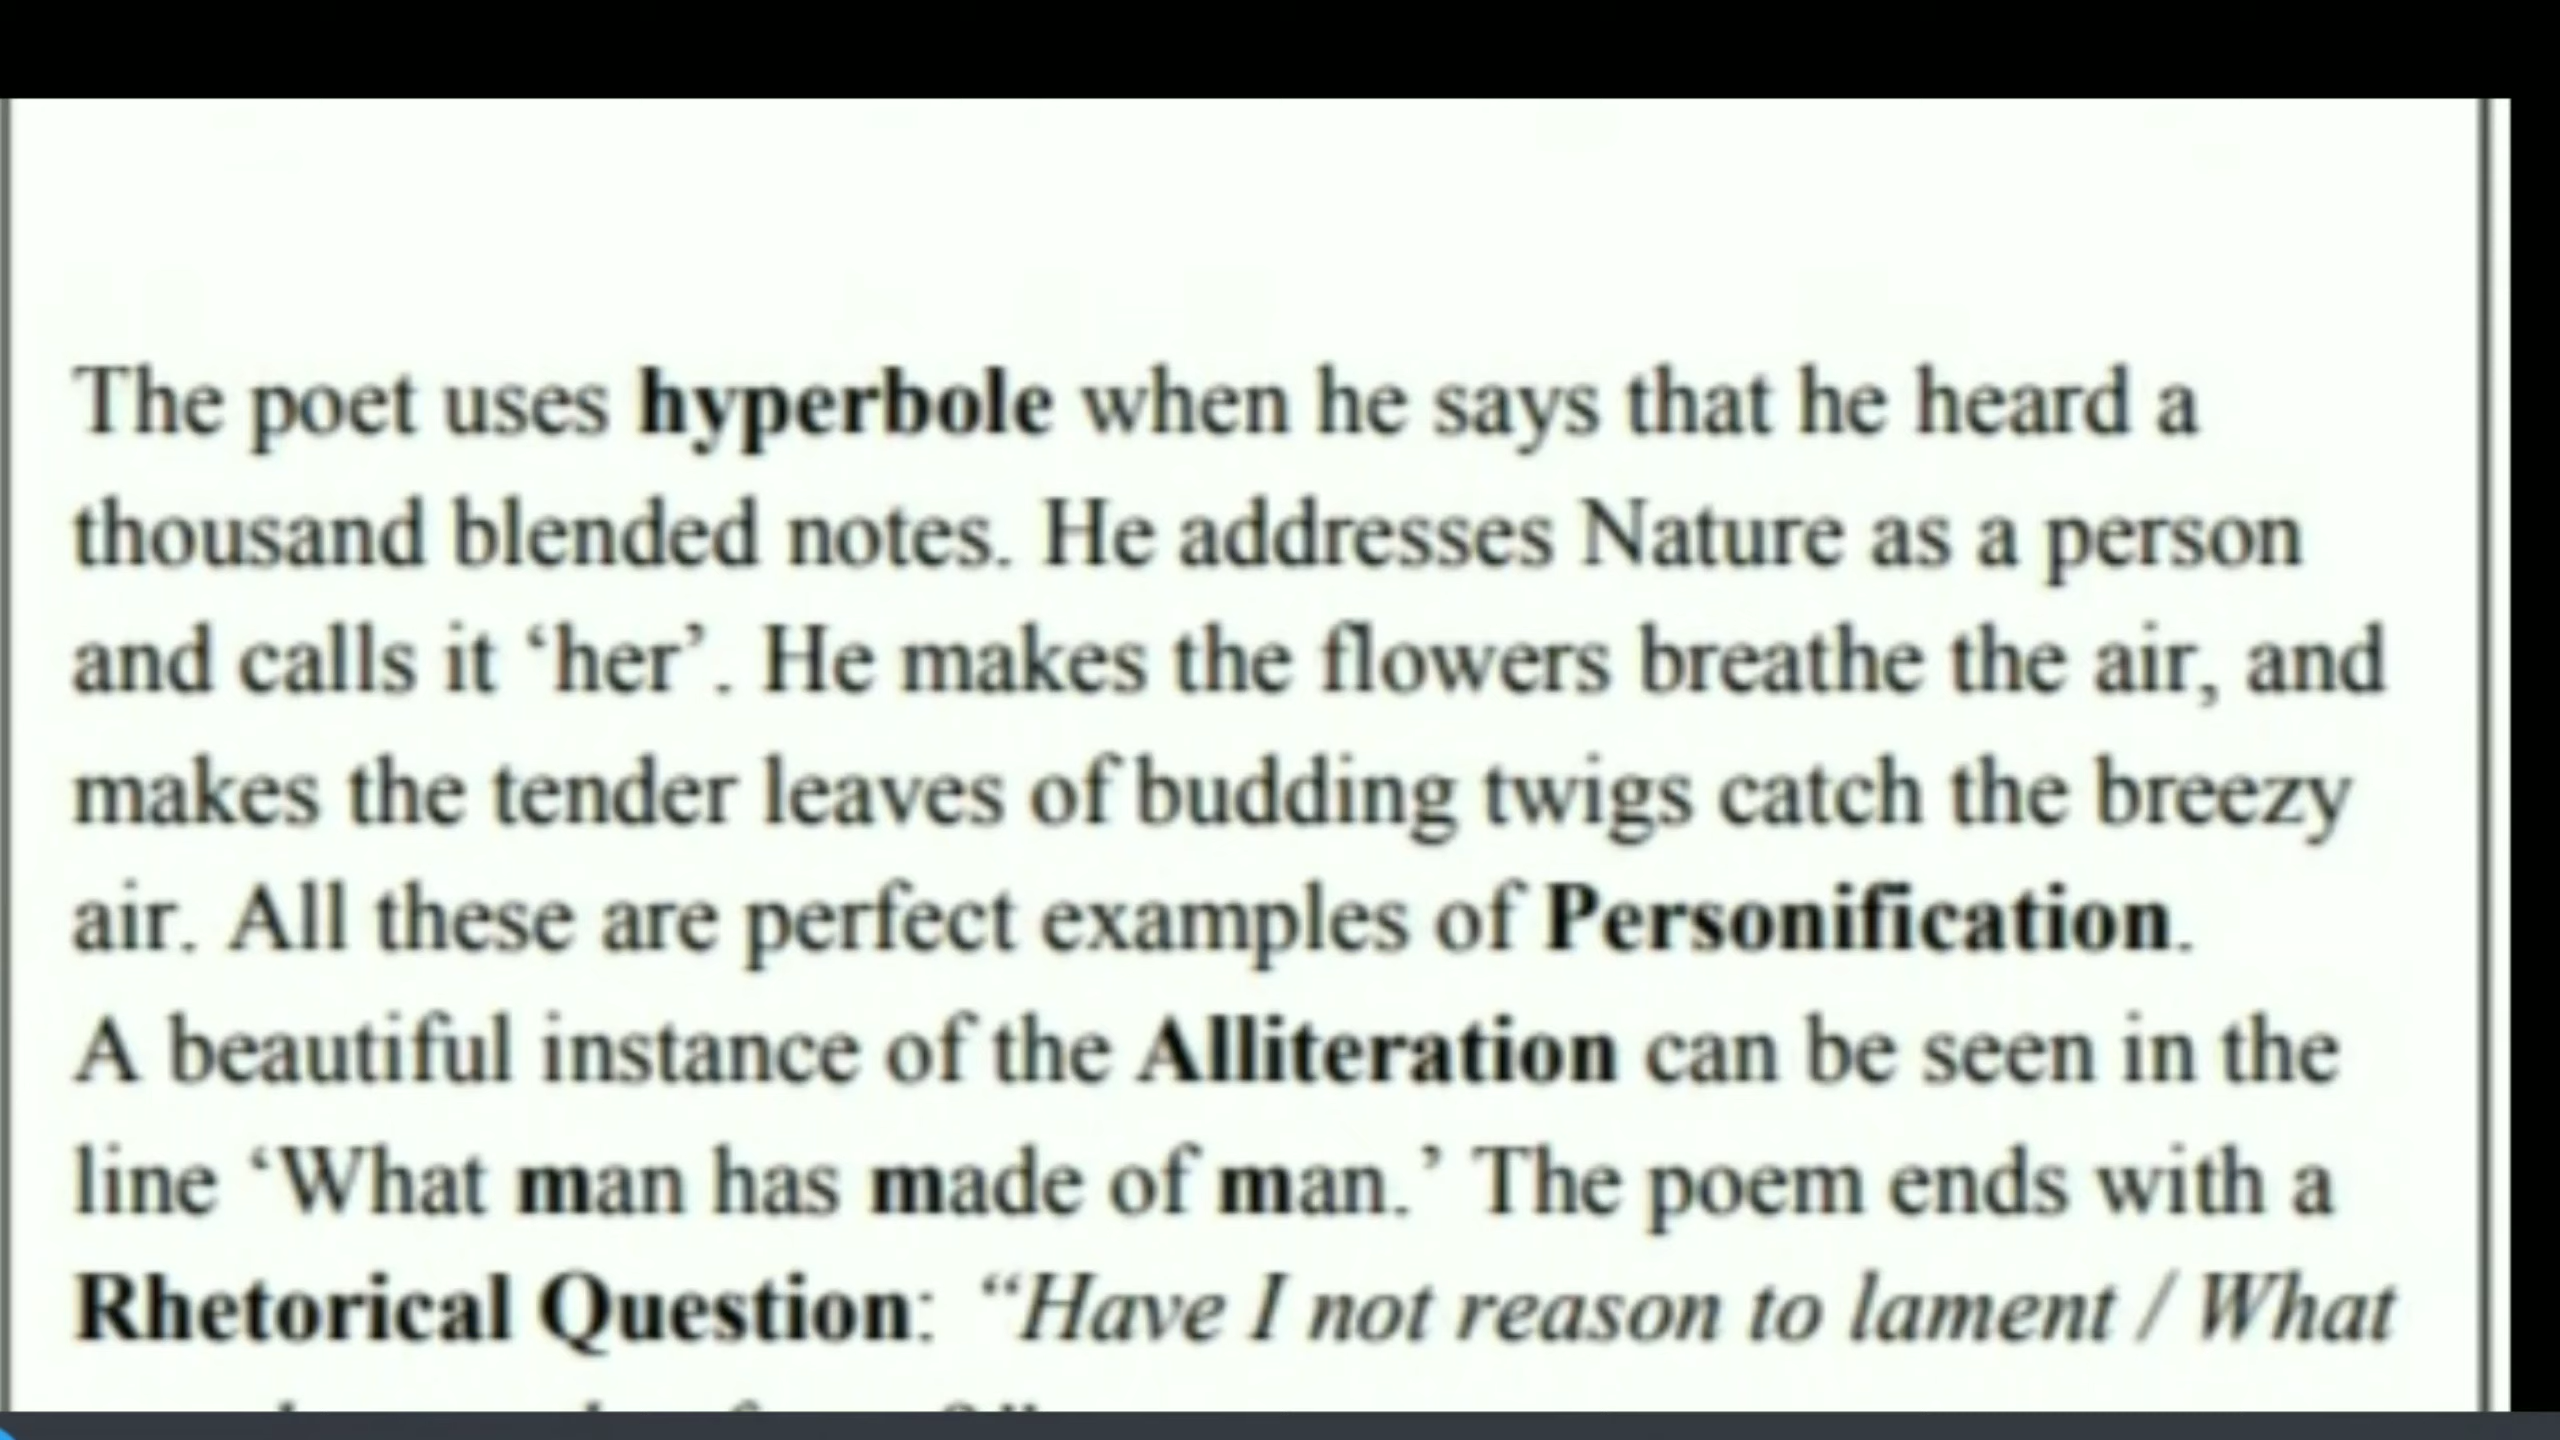 The poet uses hyperbole when he says that he heard a
thousand blended notes. He addresses Nature as a person
and calls it ‘her’. He makes the flowers breathe the air, and
makes the tender leaves of budding twigs catch the breezy
air. All these are perfect examples of Personification.
A beautiful instance of the Alliteration can be seen in the
line ‘What man has made of man.’ The poem ends with a
Rhetorical Question: “Have I not reason to lament / What